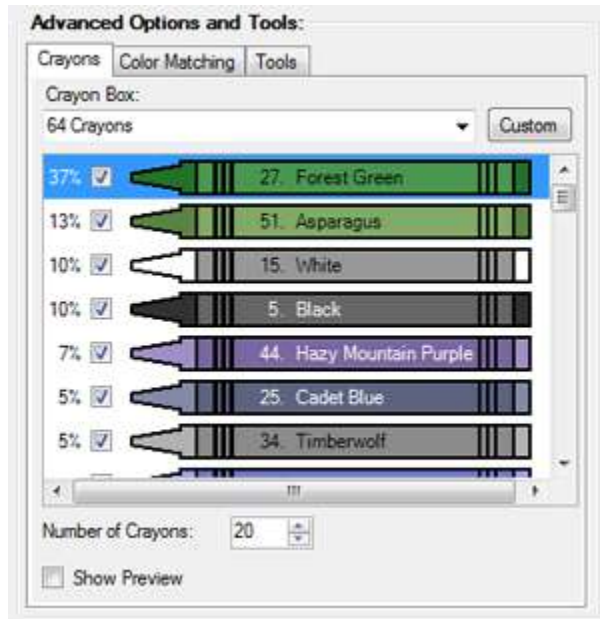 Advanced Options and Tools:
Crayons Color Matching Tools
Crayon Box:
64 Crayons Custom
37% 27. Forest Green
13% 51. Asparagus
10% 15. White
10% 5. Black
7% 44. Hazy Mountain Purple
5% 25. Cadet Blue
5% 34. Timberwolf
Number of Crayons: 20
Show Preview